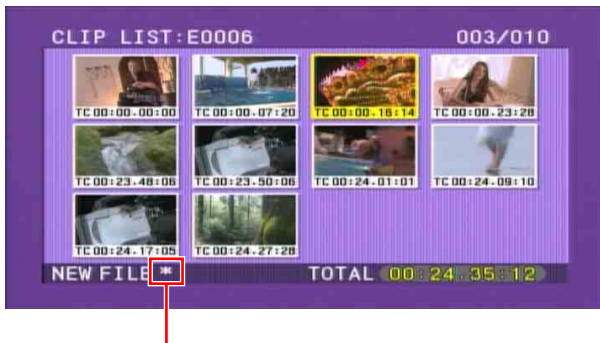 CLIP LIST:E0006 003/010
TC 00:00.00:00 TC 00:00.07:20 TC 00:00.16:14 TC 00:00.23:28
TC 00:23.48:06 TC 00:23.50:06 TC 00:24.01:01 TC 00:24.09:10
TC 00:24.17:05 TC 00:24.27:28
NEW FILE * TOTAL 00:24.35:12